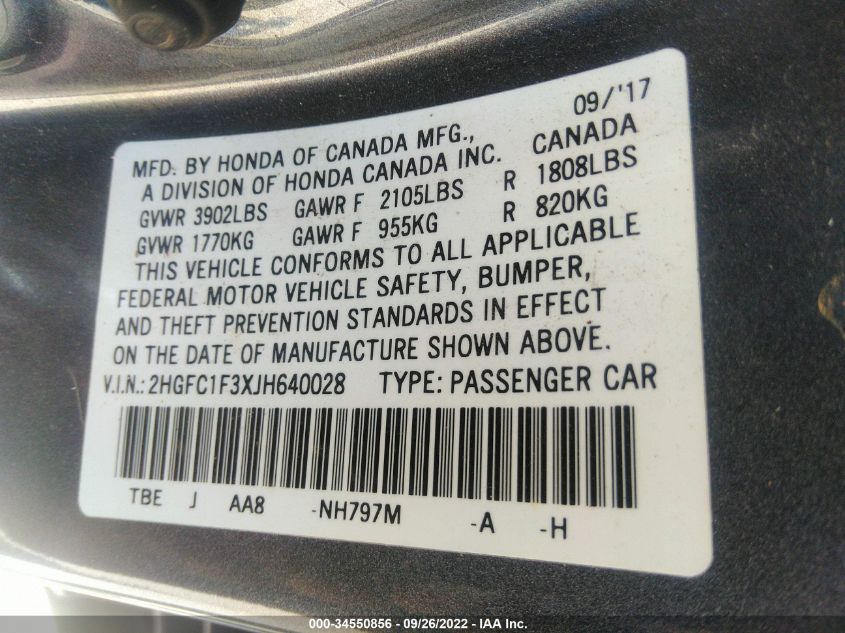 09/'17
MFD. BY HONDA OF CANADA MFG.,
A DIVISION OF HONDA CANADA INC. CANADA
GVWR 3902LBS GAWR F 2105LBS R 1808LBS
GVWR 1770KG GAWR F 955KG R 820KG
THIS VEHICLE CONFORMS TO ALL APPLICABLE
FEDERAL MOTOR VEHICLE SAFETY, BUMPER,
AND THEFT PREVENTION STANDARDS IN EFFECT
ON THE DATE OF MANUFACTURE SHOWN ABOVE.
V.I.N.: 2HGFC1F3XJH640028 TYPE: PASSENGER CAR
TBE J AA8 -NH797M -A -H
000-34550856 - 09/26/2022 - IAA Inc.